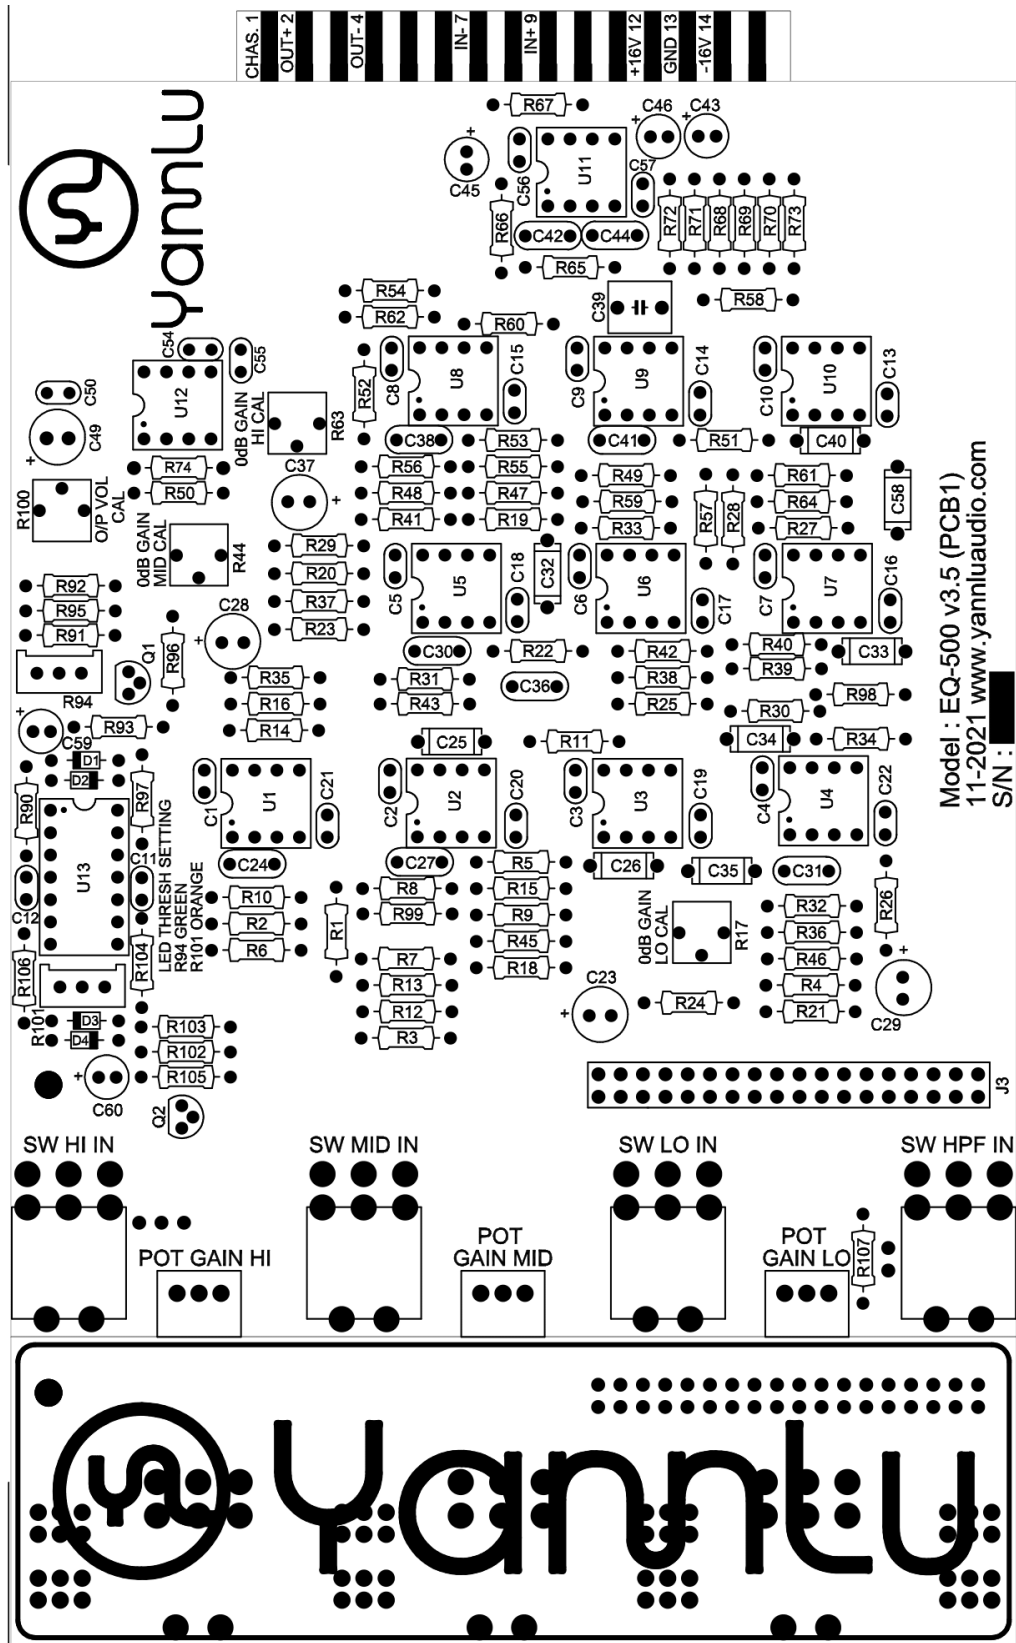 CHAS. 1
OUT+ 2
OUT- 4
IN- 7
IN+ 9
+16V 12
GND 13
-16V 14
Yannlu
R67
C46
C43
+
+
+
C45
C56
U11
C57
R66
C42
C44
R72
R71
R68
R69
R70
R73
R65
R54
C39
R58
R62
R60
C54
C55
C8
U8
C15
C9
U9
C14
C10
U10
C13
C50
U12
R52
C49
+
0dB GAIN
HI CAL
R63
C38
R53
C41
R51
C40
R74
R50
C37
+
R56
R55
R49
R61
R100
O/P VOL
CAL
R48
R47
R59
R57
R28
R64
C58
R41
R19
R33
R27
0dB GAIN
MID CAL
R44
R29
R20
R37
R23
C5
U5
C18
C32
C6
U6
C17
C7
U7
C16
R92
R95
R91
C28
+
R94
Q1
R96
C30
R22
R42
R40
C33
R35
R31
C36
R38
R39
R16
R43
R25
R98
R14
R30
+
C59
R93
C25
R11
C34
R34
Model : EQ-500 v3.5 (PCB1)
11-2021 www.yannluaudio.com
S/N :
D1
D2
R90
R97
C1
U1
C21
C2
U2
C20
C3
U3
C19
C4
U4
C22
U13
C11
C12
LED THRESH SETTING
R94 GREEN
R101 ORANGE
C24
C27
R5
C26
C35
C31
R10
R8
R15
R32
R26
R2
R1
R99
R9
0dB GAIN
LO CAL
R17
R36
R6
R45
R7
R18
R46
R106
R104
R13
R4
R12
C23
+
R24
R21
C29
+
R3
R101
D3
D4
R103
R102
R105
+
C60
Q2
J3
SW HI IN
SW MID IN
SW LO IN
SW HPF IN
POT GAIN HI
POT
GAIN MID
POT
GAIN LO
R107
Yannlu